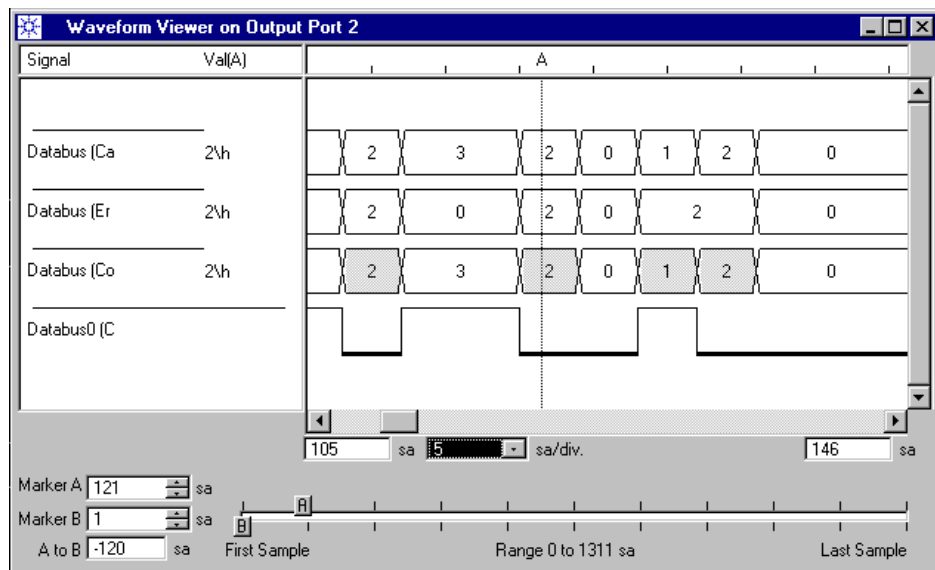 Waveform Viewer on Output Port 2
Signal Val(A) A
Databus (Ca 2\h 2 3 2 0 1 2 0
Databus (Er 2\h 2 0 2 0 2 0
Databus (Co 2\h 2 3 2 0 1 2 0
Databus0 (C
105 sa 5 sa/div. 146 sa
Marker A 121 sa A
Marker B 1 sa B
A to B -120 sa First Sample Range 0 to 1311 sa Last Sample